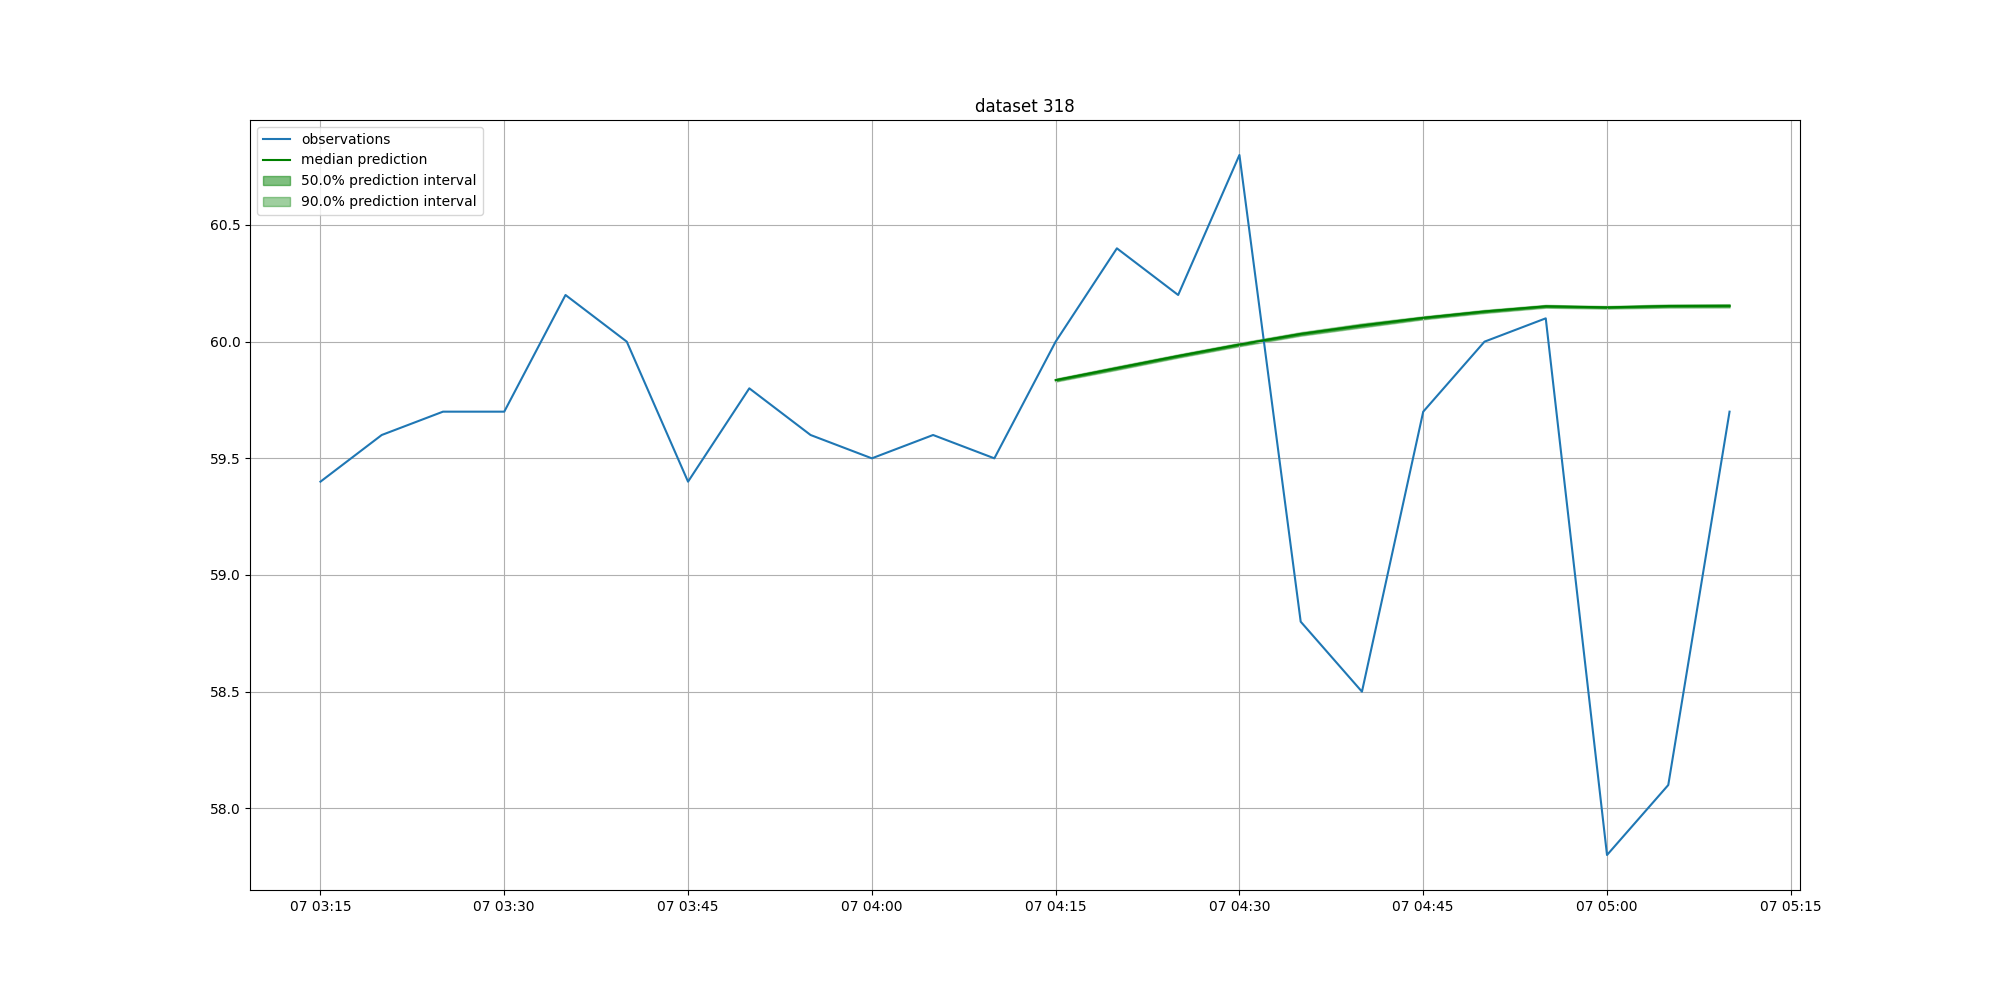 dataset 318
observations
median prediction
50.0% prediction interval
90.0% prediction interval
60.5
60.0
59.5
59.0
58.5
58.0
07 03:15 07 03:30 07 03:45 07 04:00 07 04:15 07 04:30 07 04:45 07 05:00 07 05:15